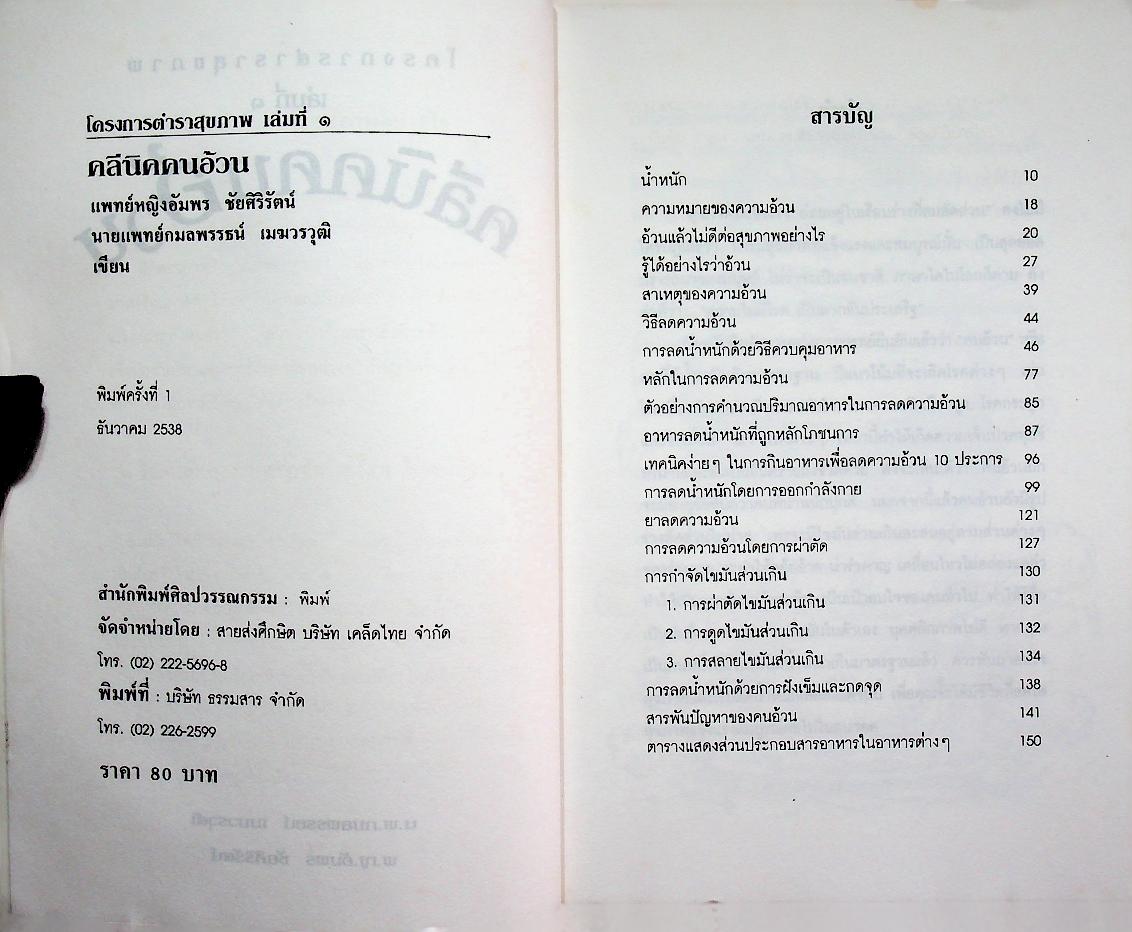 โครงการตำราสุขภาพ เล่มที่ ๑
คลีนิคคนอ้วน
แพทย์หญิงอัมพร ชัยศิริรัตน์
นายแพทย์กมลพรรธน์ เมฆวรวุฒิ
เขียน
พิมพ์ครั้งที่ 1
ธันวาคม 2538
สำนักพิมพ์ศิลปวรรณกรรม : พิมพ์
จัดจำหน่ายโดย : สายส่งศึกษิต บริษัท เคล็ดไทย จำกัด
โทร. (02) 222-5696-8
พิมพ์ที่ : บริษัท ธรรมสาร จำกัด
โทร. (02) 226-2599
ราคา 80 บาท
สารบัญ
น้ำหนัก 10
ความหมายของความอ้วน 18
อ้วนแล้วไม่ดีต่อสุขภาพอย่างไร 20
รู้ได้อย่างไรว่าอ้วน 27
สาเหตุของความอ้วน 39
วิธีลดความอ้วน 44
การลดน้ำหนักด้วยวิธีควบคุมอาหาร 46
หลักในการลดความอ้วน 77
ตัวอย่างการคำนวณปริมาณอาหารในการลดความอ้วน 85
อาหารลดน้ำหนักที่ถูกหลักโภชนการ 87
เทคนิคง่ายๆ ในการกินอาหารเพื่อลดความอ้วน 10 ประการ 96
การลดน้ำหนักโดยการออกกำลังกาย 99
ยาลดความอ้วน 121
การลดความอ้วนโดยการผ่าตัด 127
การกำจัดไขมันส่วนเกิน 130
1. การผ่าตัดไขมันส่วนเกิน 131
2. การดูดไขมันส่วนเกิน 132
3. การสลายไขมันส่วนเกิน 134
การลดน้ำหนักด้วยการฝังเข็มและกดจุด 138
สารพันปัญหาของคนอ้วน 141
ตารางแสดงส่วนประกอบสารอาหารในอาหารต่างๆ 150